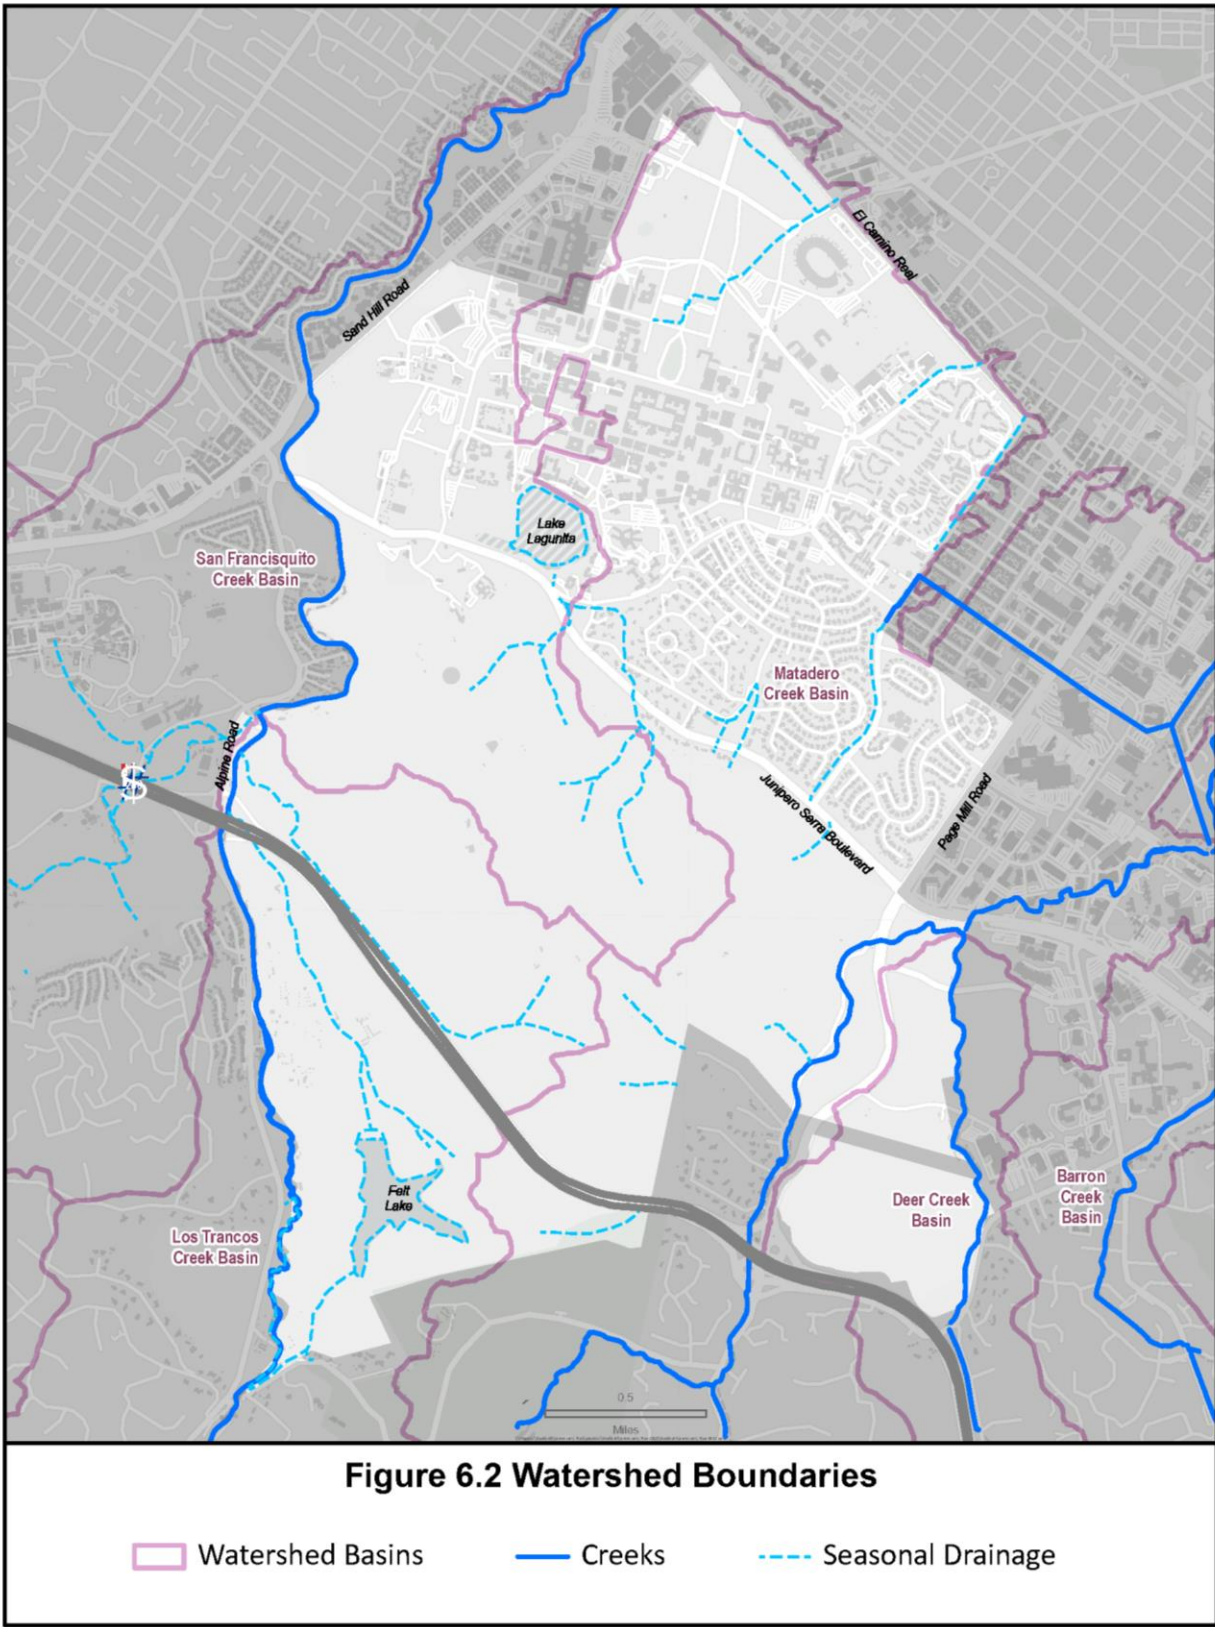 El Camino Real
Sand Hill Road
Lake
Lagunita
San Francisquito
Creek Basin
Matadero
Creek Basin
Alpine Road
Junipero Serra Boulevard
Page Mill Road
Felt
Lake
Barron
Creek
Basin
Deer Creek
Basin
Los Trancos
Creek Basin
0.5
Miles
Figure 6.2 Watershed Boundaries
Watershed Basins
Creeks
Seasonal Drainage